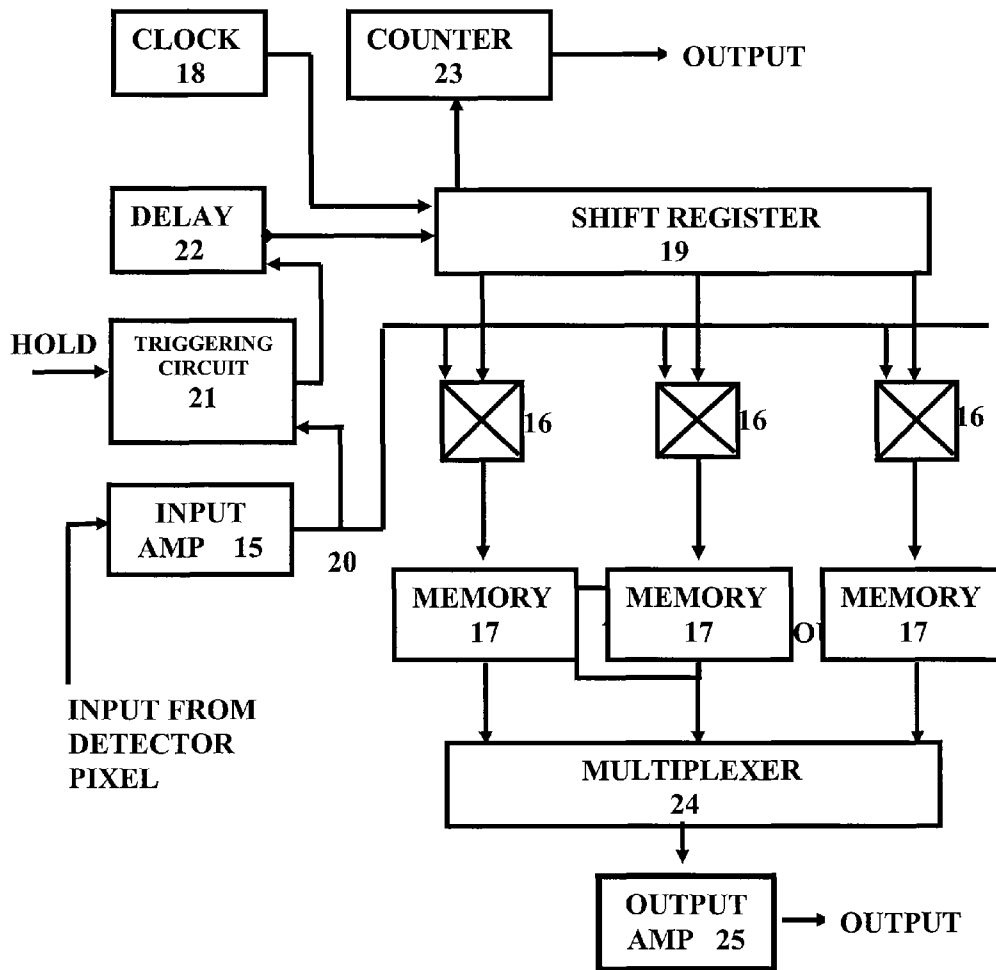 CLOCK
18
COUNTER
23
OUTPUT
DELAY
22
SHIFT REGISTER
19
HOLD
TRIGGERING
CIRCUIT
21
16
16
16
INPUT
AMP 15
20
MEMORY
17
MEMORY
17
MEMORY
17
INPUT FROM
DETECTOR
PIXEL
MULTIPLEXER
24
OUTPUT
AMP 25
OUTPUT